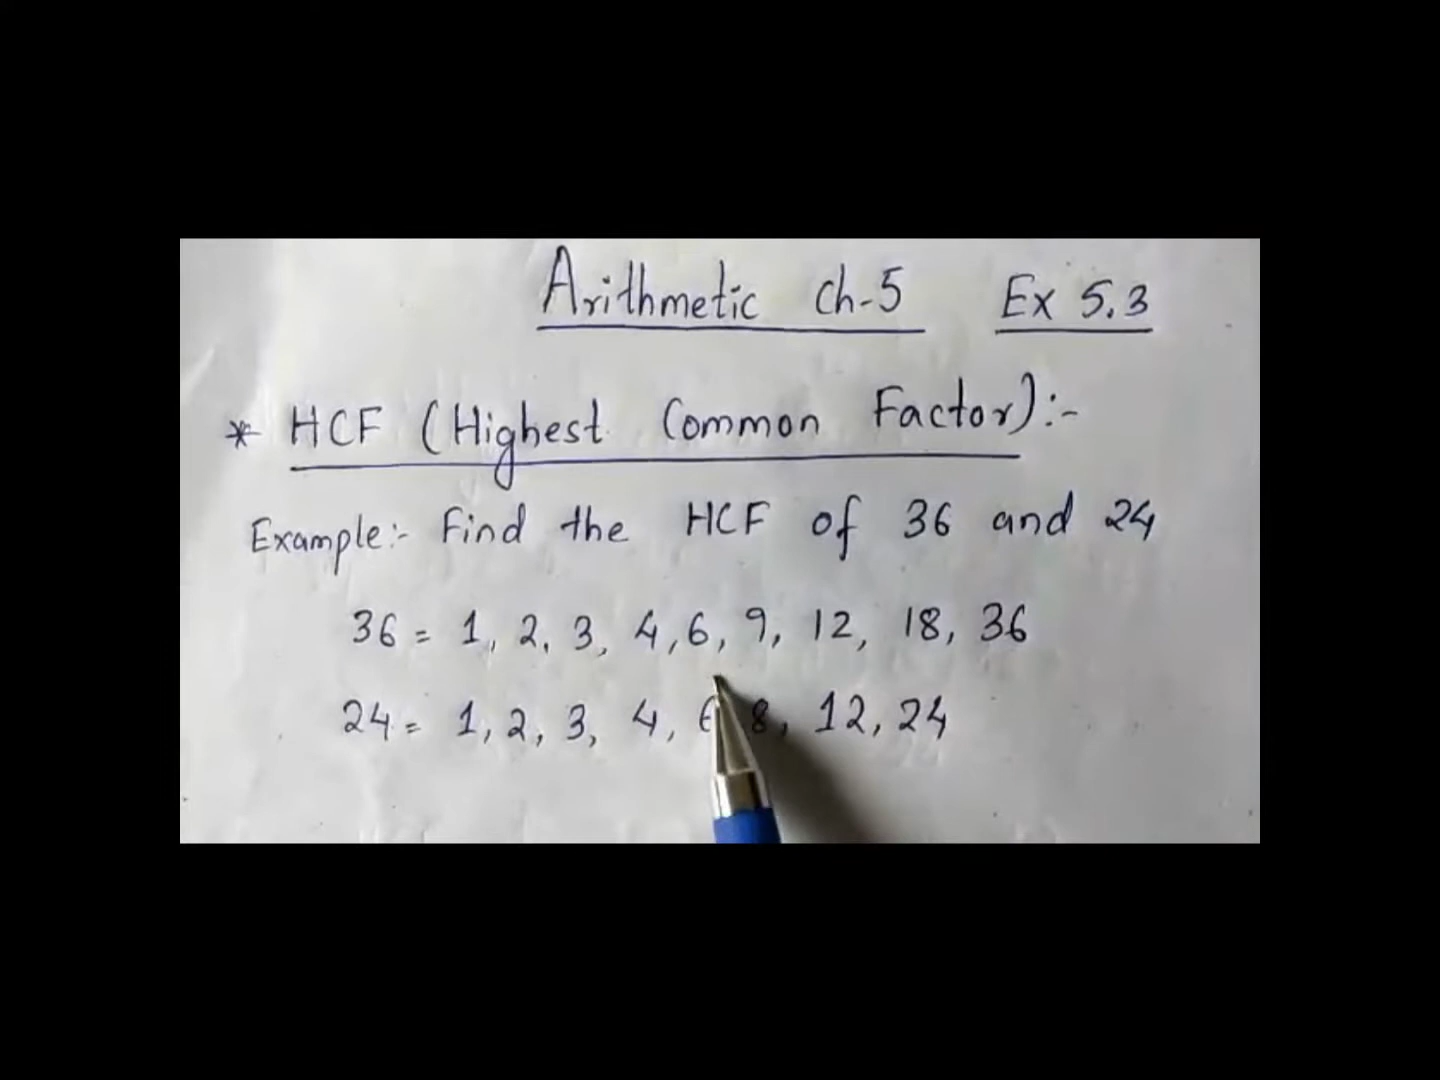 Arithmetic Ch-5 Ex 5.3
* HCF (Highest Common Factor):-
Example:- Find the HCF of 36 and 24
36 = 1, 2, 3, 4, 6, 9, 12, 18, 36
24 = 1, 2, 3, 4, 6 8, 12, 24